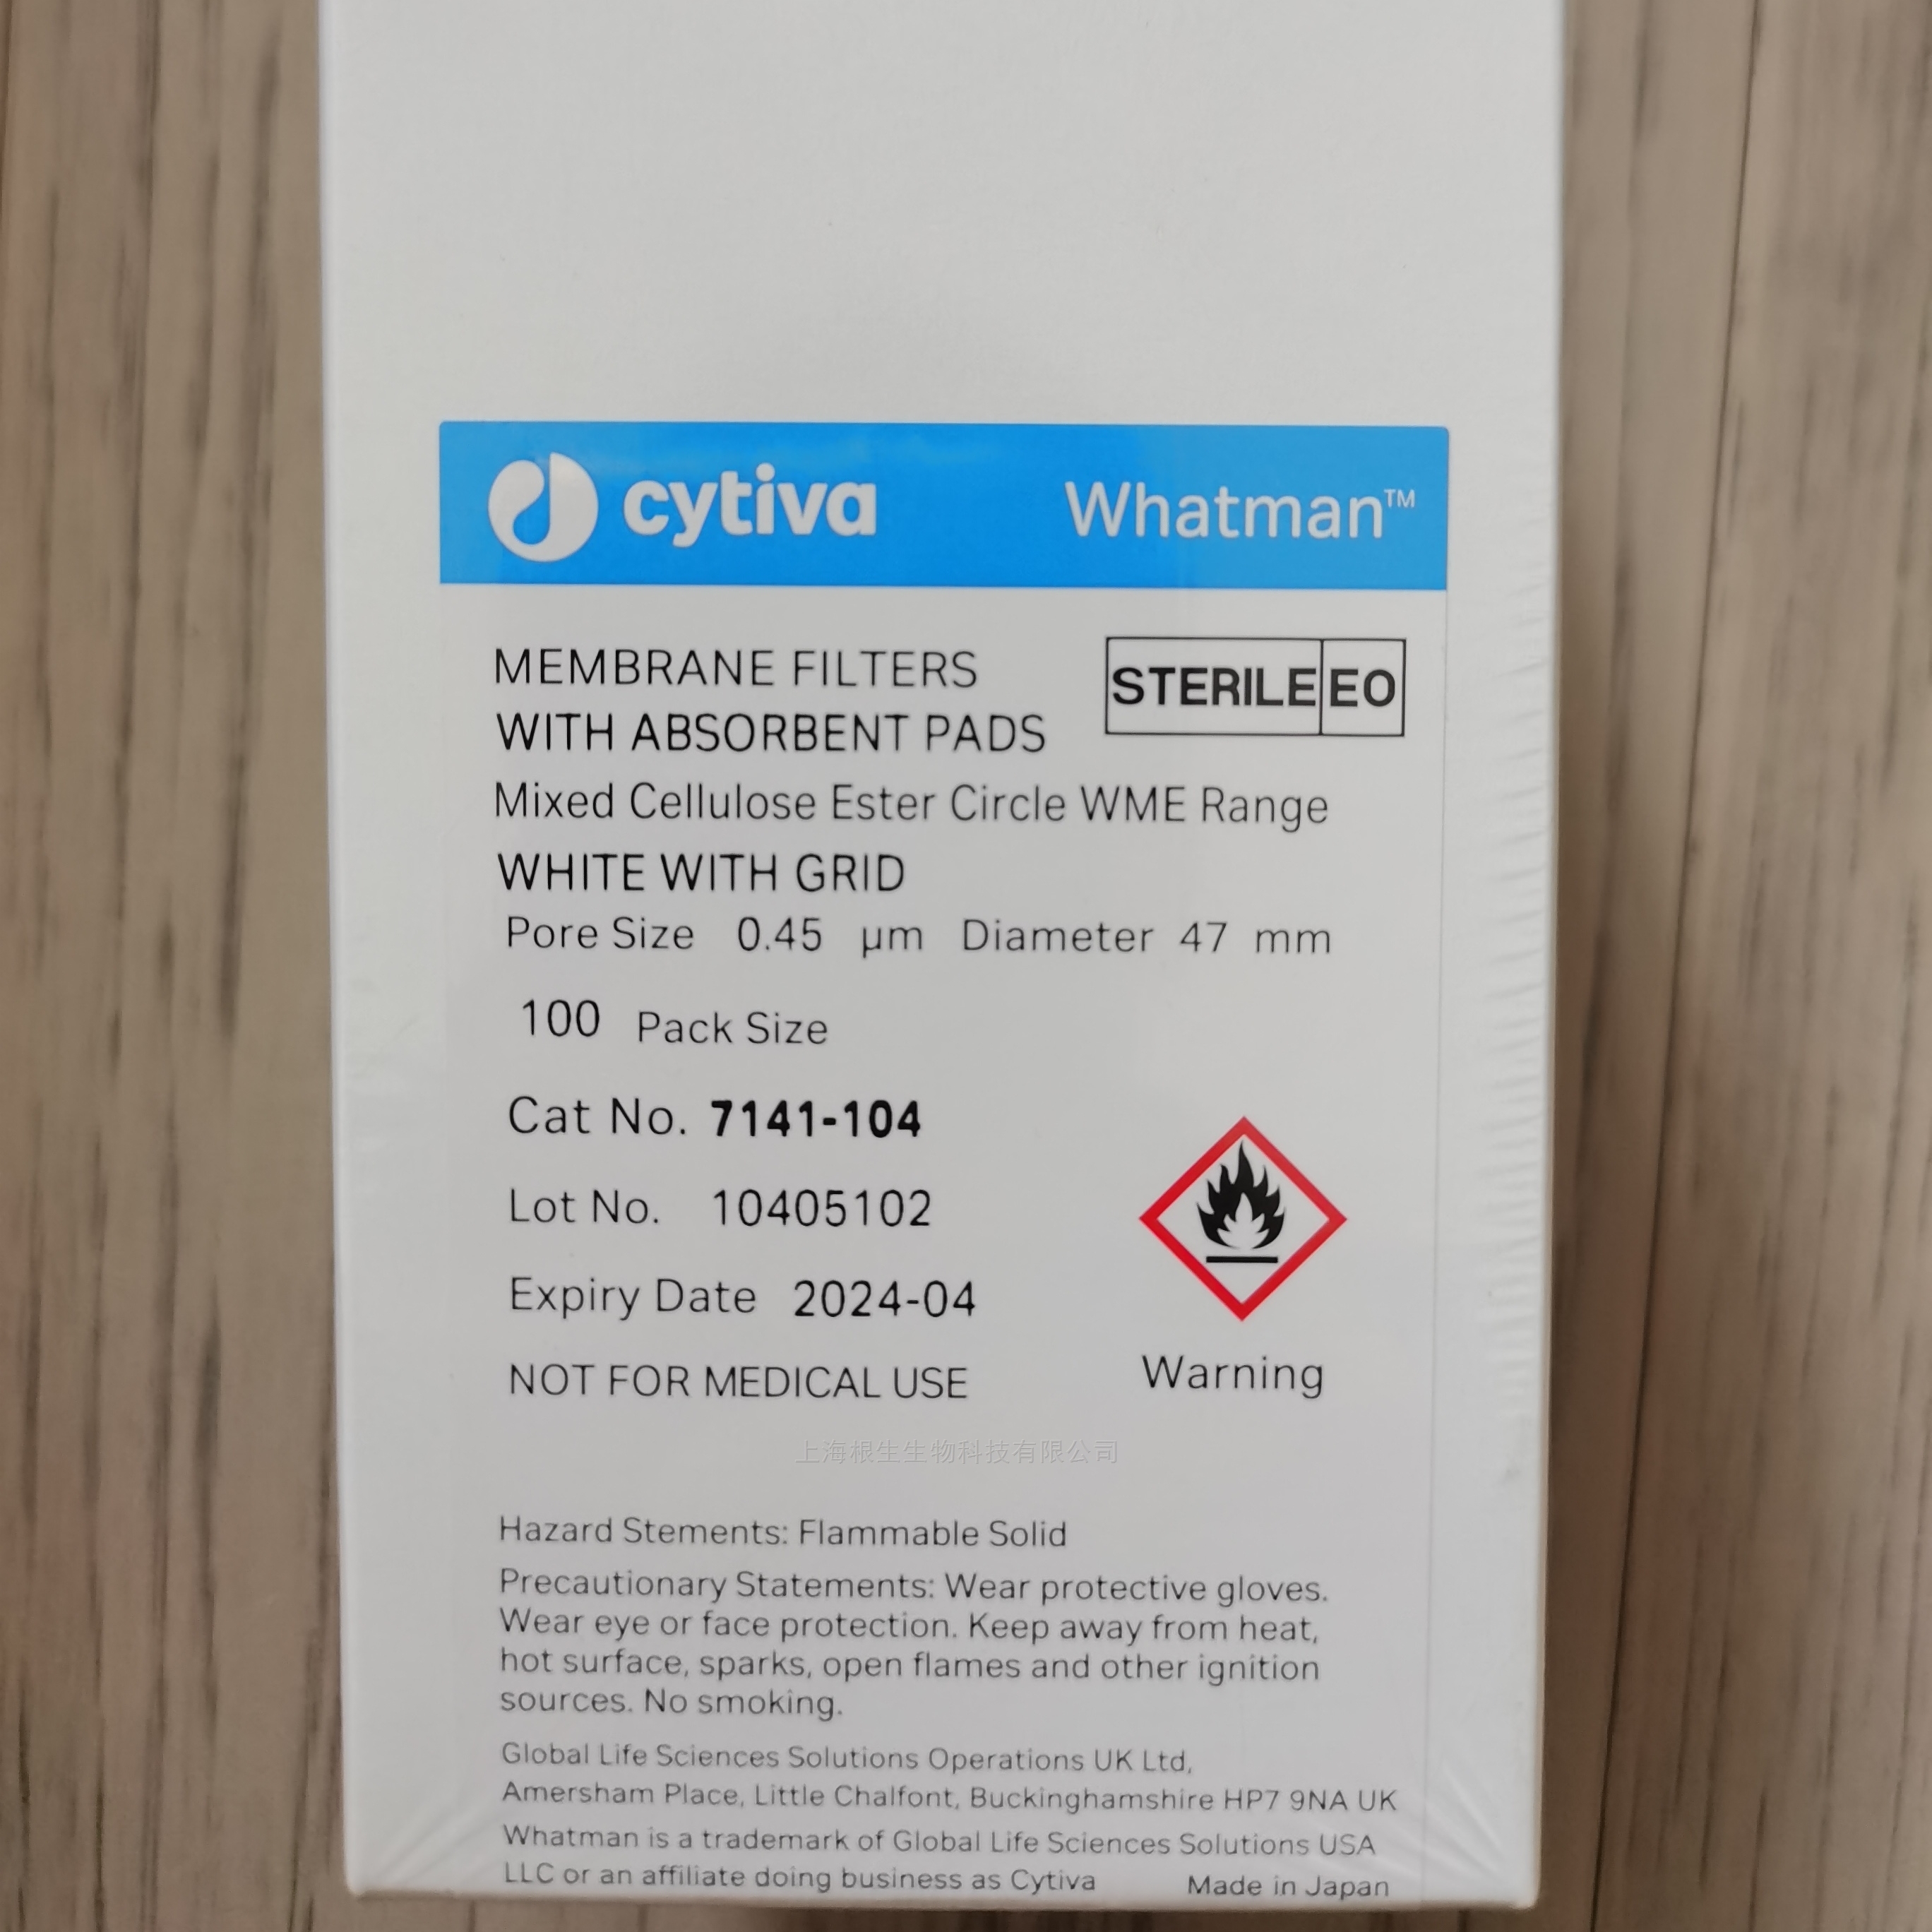 cytiva Whatman™
MEMBRANE FILTERS
WITH ABSORBENT PADS
STERILE EO
Mixed Cellulose Ester Circle WME Range
WHITE WITH GRID
Pore Size 0.45 µm Diameter 47 mm
100 Pack Size
Cat No. 7141-104
Lot No. 10405102
Expiry Date 2024-04
NOT FOR MEDICAL USE
Warning
上海根生生物科技有限公司
Hazard Stements: Flammable Solid
Precautionary Statements: Wear protective gloves.
Wear eye or face protection. Keep away from heat,
hot surface, sparks, open flames and other ignition
sources. No smoking.
Global Life Sciences Solutions Operations UK Ltd,
Amersham Place, Little Chalfont, Buckinghamshire HP7 9NA UK
Whatman is a trademark of Global Life Sciences Solutions USA
LLC or an affiliate doing business as Cytiva Made in Japan